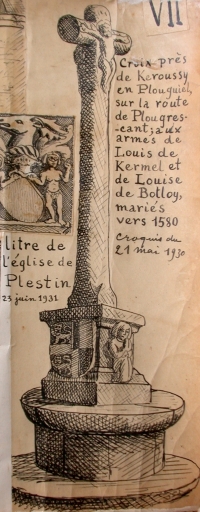 VII
Croix près
de Keroussy
en Plouguiel,
sur la route
de Plougres-
-cant; aux
armes de
Louis de
Kermel et
de Louise
de Botloy,
mariés
vers 1580
Croquis du
21 mai 1930
litre de
l'église de
Plestin
23 juin 1931